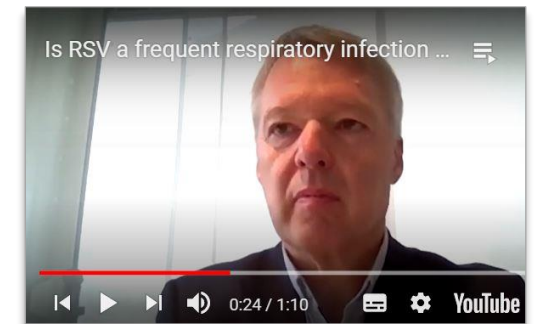 Is RSV a frequent respiratory infection ...
0:24 / 1:10
YouTube